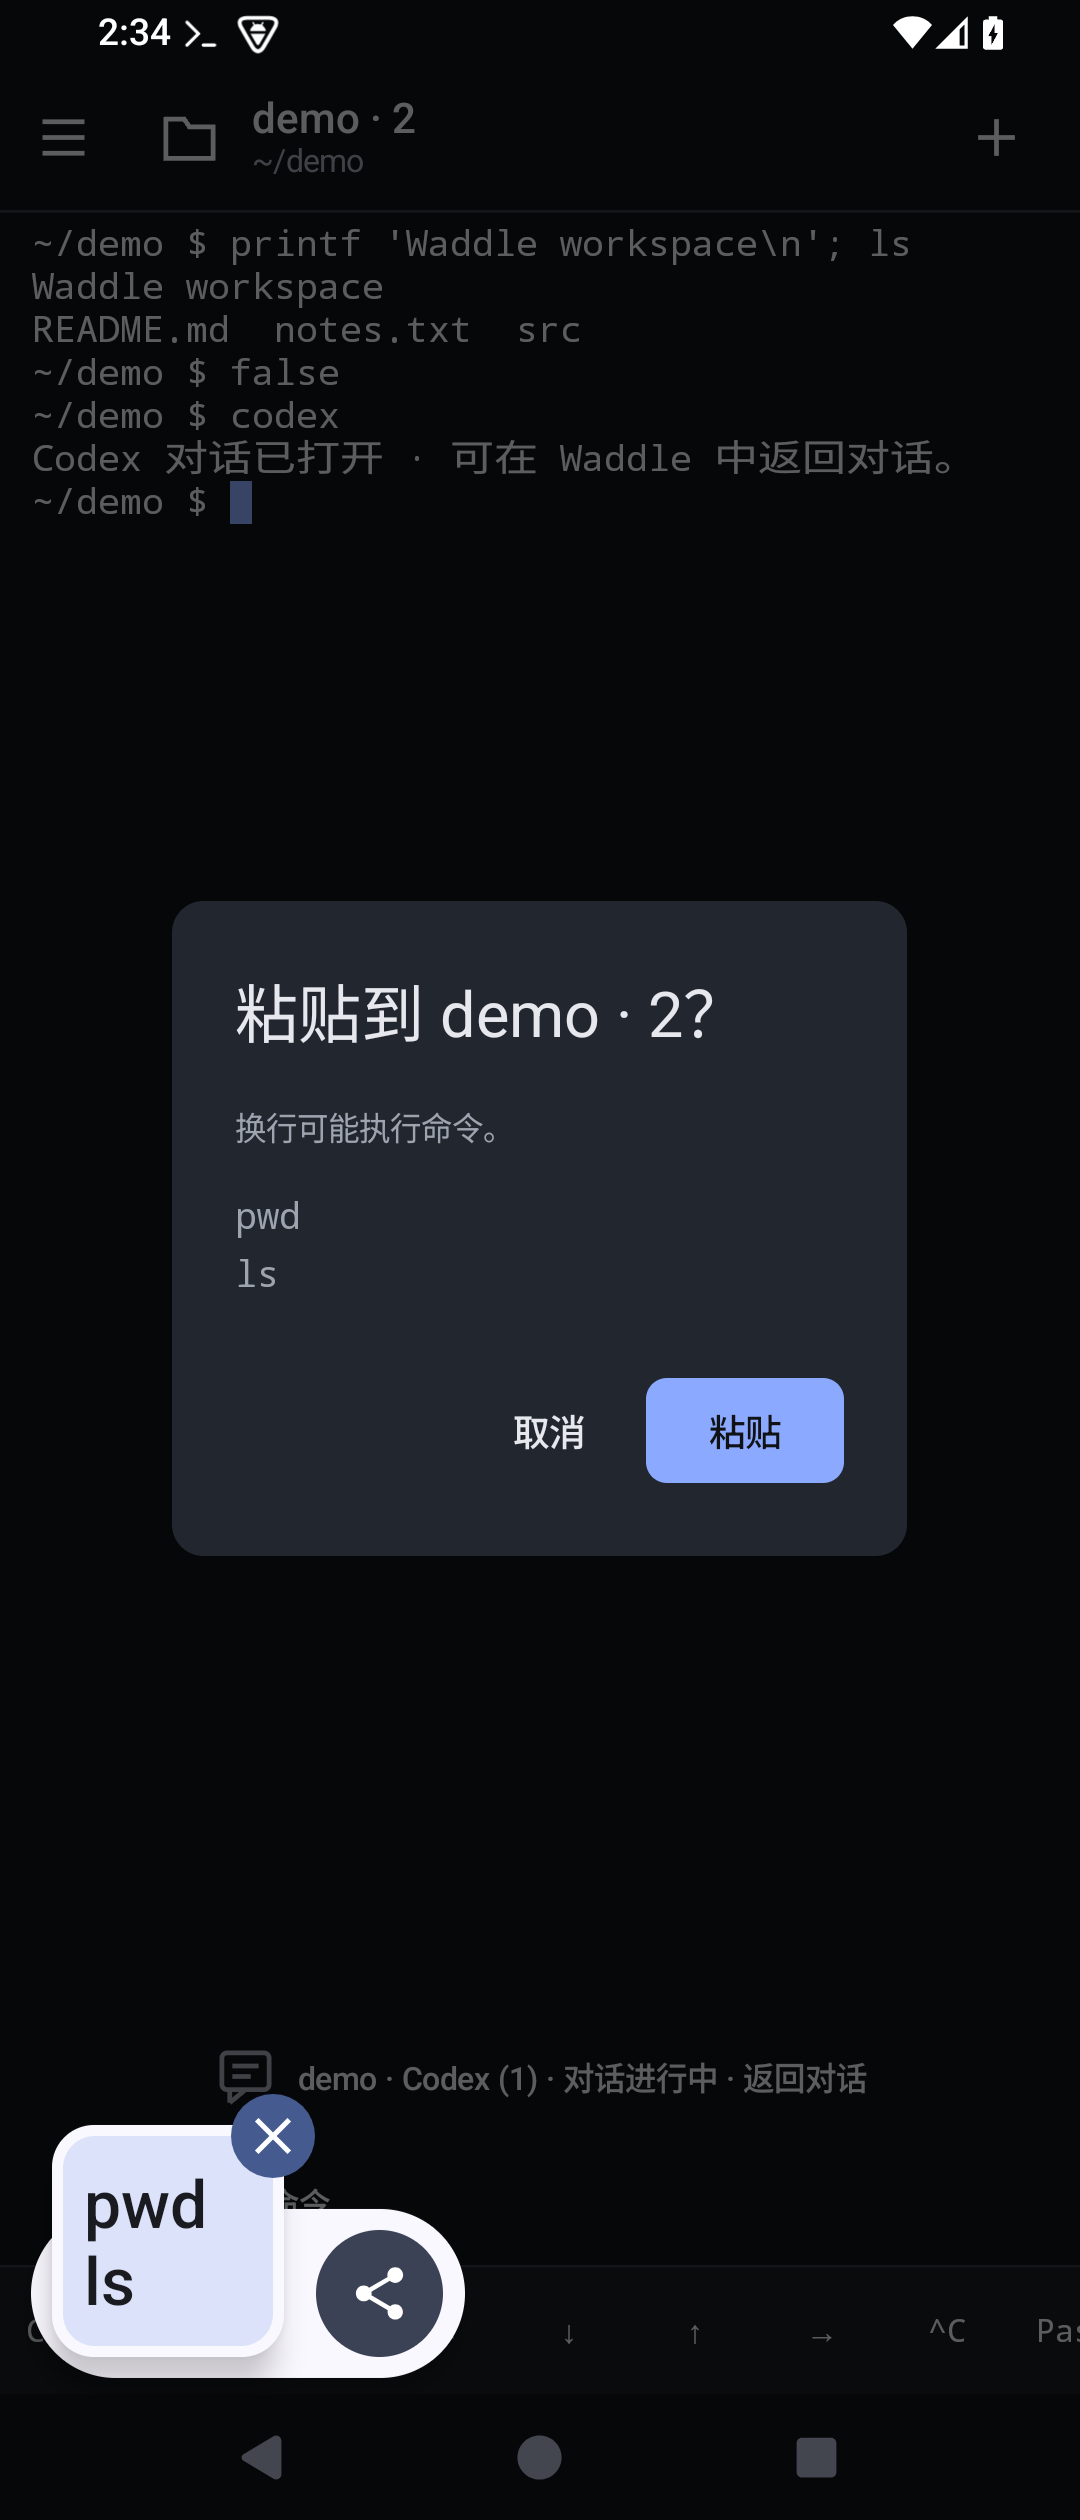 2:34
demo · 2
~/demo
~/demo $ printf 'Waddle workspace\n'; ls
Waddle workspace
README.md  notes.txt  src
~/demo $ false
~/demo $ codex
Codex 对话已打开 · 可在 Waddle 中返回对话。
~/demo $
粘贴到 demo · 2？
换行可能执行命令。
pwd
ls
取消
粘贴
demo · Codex (1) · 对话进行中 · 返回对话
pwd
ls
命令
↓
↑
→
^C